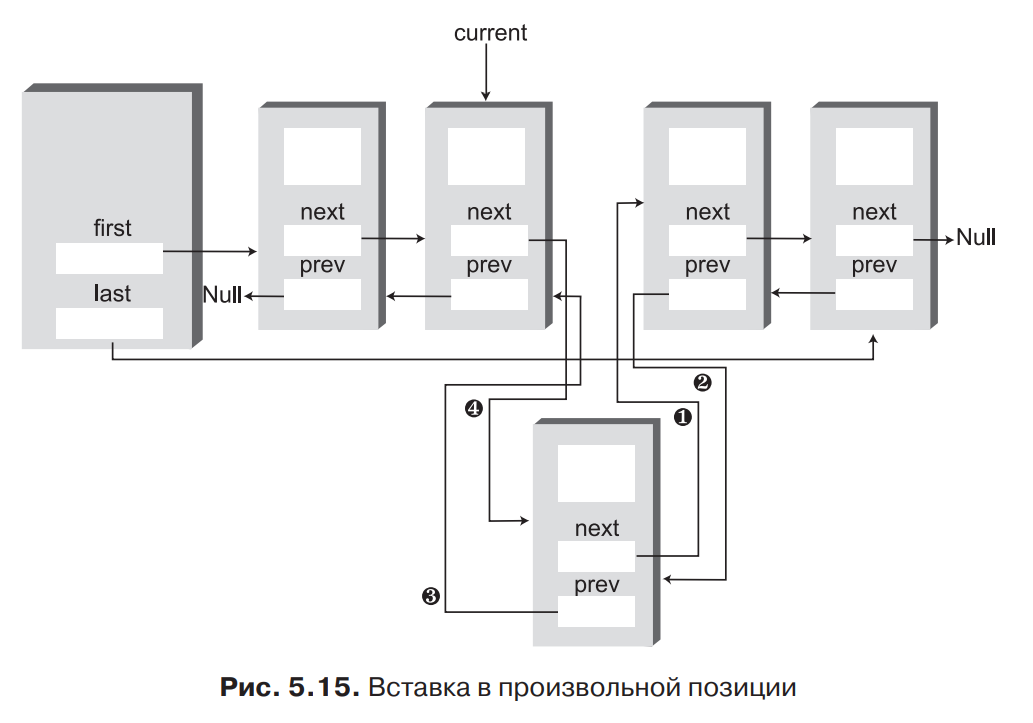 current
first
last
next
prev
Null
next
prev
next
prev
next
prev
Null
❹
❷
❶
next
prev
❸
Рис. 5.15. Вставка в произвольной позиции